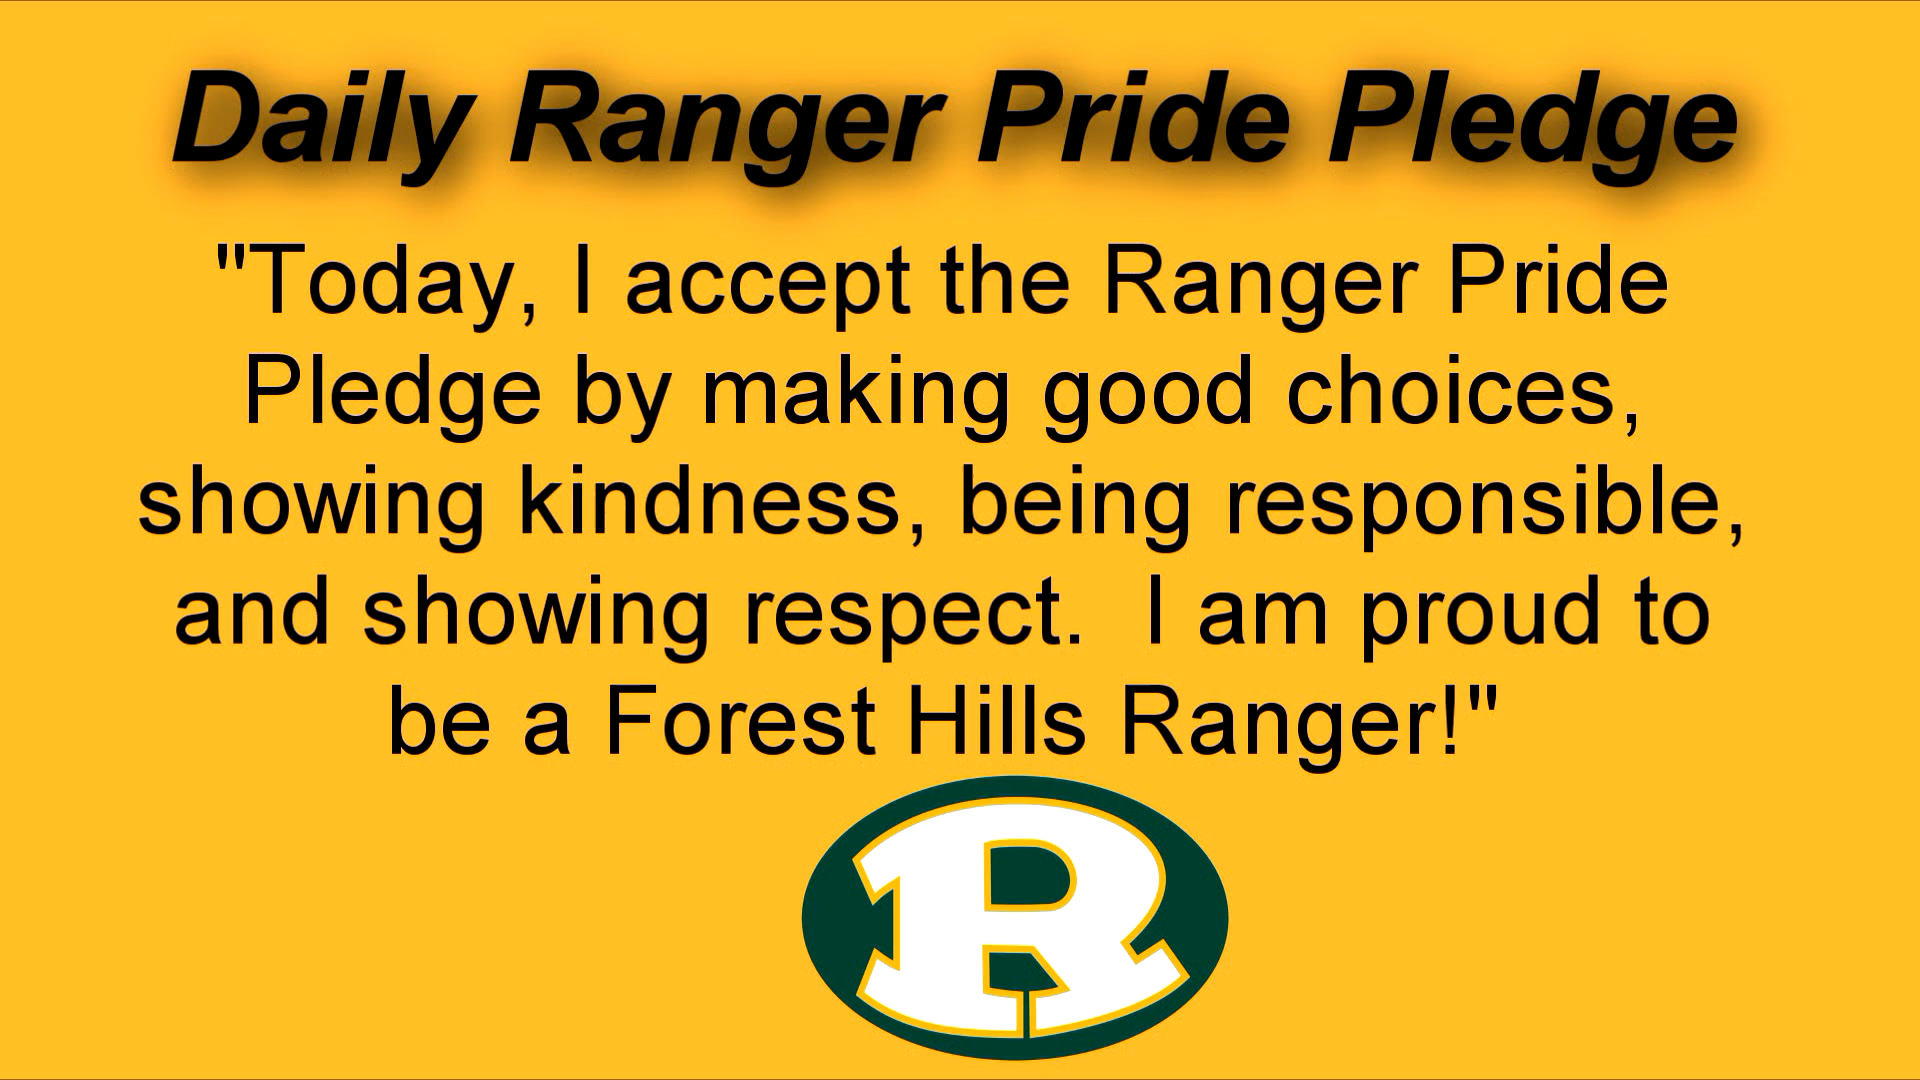 Daily Ranger Pride Pledge
"Today, I accept the Ranger Pride
Pledge by making good choices,
showing kindness, being responsible,
and showing respect.  I am proud to
be a Forest Hills Ranger!"
R